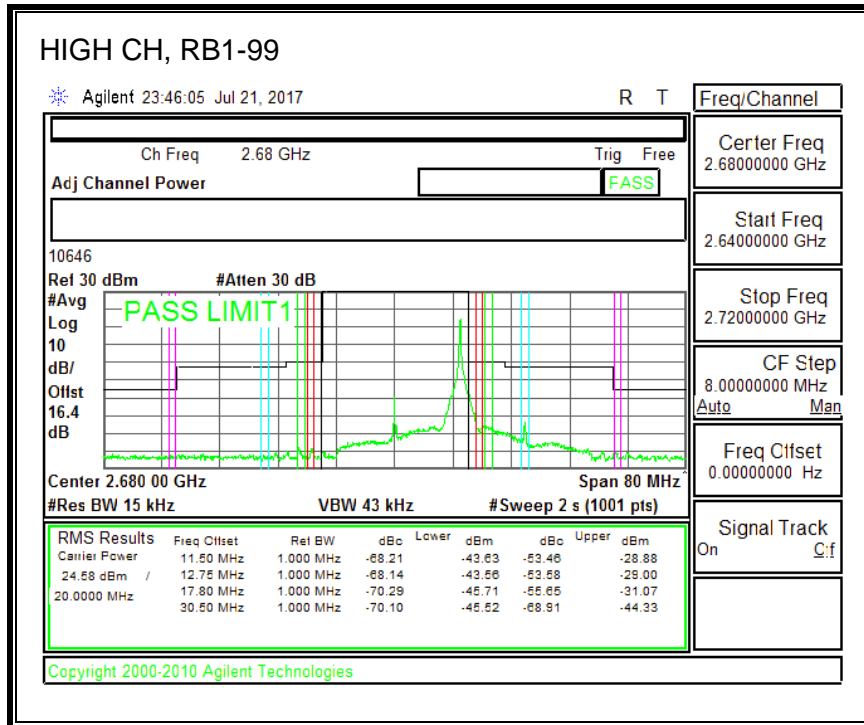 HIGH CH, RB1-99
Agilent 23:46:05 Jul 21, 2017 R T
Freq/Channel
Ch Freq 2.68 GHz Trig Free
Adj Channel Power PASS
Center Freq
2.68000000 GHz
Start Freq
2.64000000 GHz
Stop Freq
2.72000000 GHz
CF Step
8.00000000 MHz
Auto Man
Freq Offset
0.00000000 Hz
Signal Track
On Off
10646
Ref 30 dBm #Atten 30 dB
#Avg
Log
10
dB/
Offst
16.4
dB
PASS LIMIT1
Center 2.680 00 GHz Span 80 MHz
#Res BW 15 kHz VBW 43 kHz #Sweep 2 s (1001 pts)
RMS Results Freq Offset Ref BW dBc Lower dBm dBc Upper dBm
Carrier Power 11.50 MHz 1.000 MHz -68.21 -43.63 -53.46 -28.88
24.58 dBm / 12.75 MHz 1.000 MHz -68.14 -43.56 -53.58 -29.00
20.0000 MHz 17.80 MHz 1.000 MHz -70.29 -45.71 -55.65 -31.07
30.50 MHz 1.000 MHz -70.10 -45.52 -68.91 -44.33
Copyright 2000-2010 Agilent Technologies